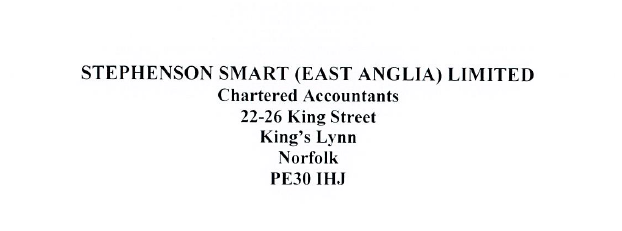 STEPHENSON SMART (EAST ANGLIA) LIMITED
Chartered Accountants
22-26 King Street
King's Lynn
Norfolk
PE30 IHJ